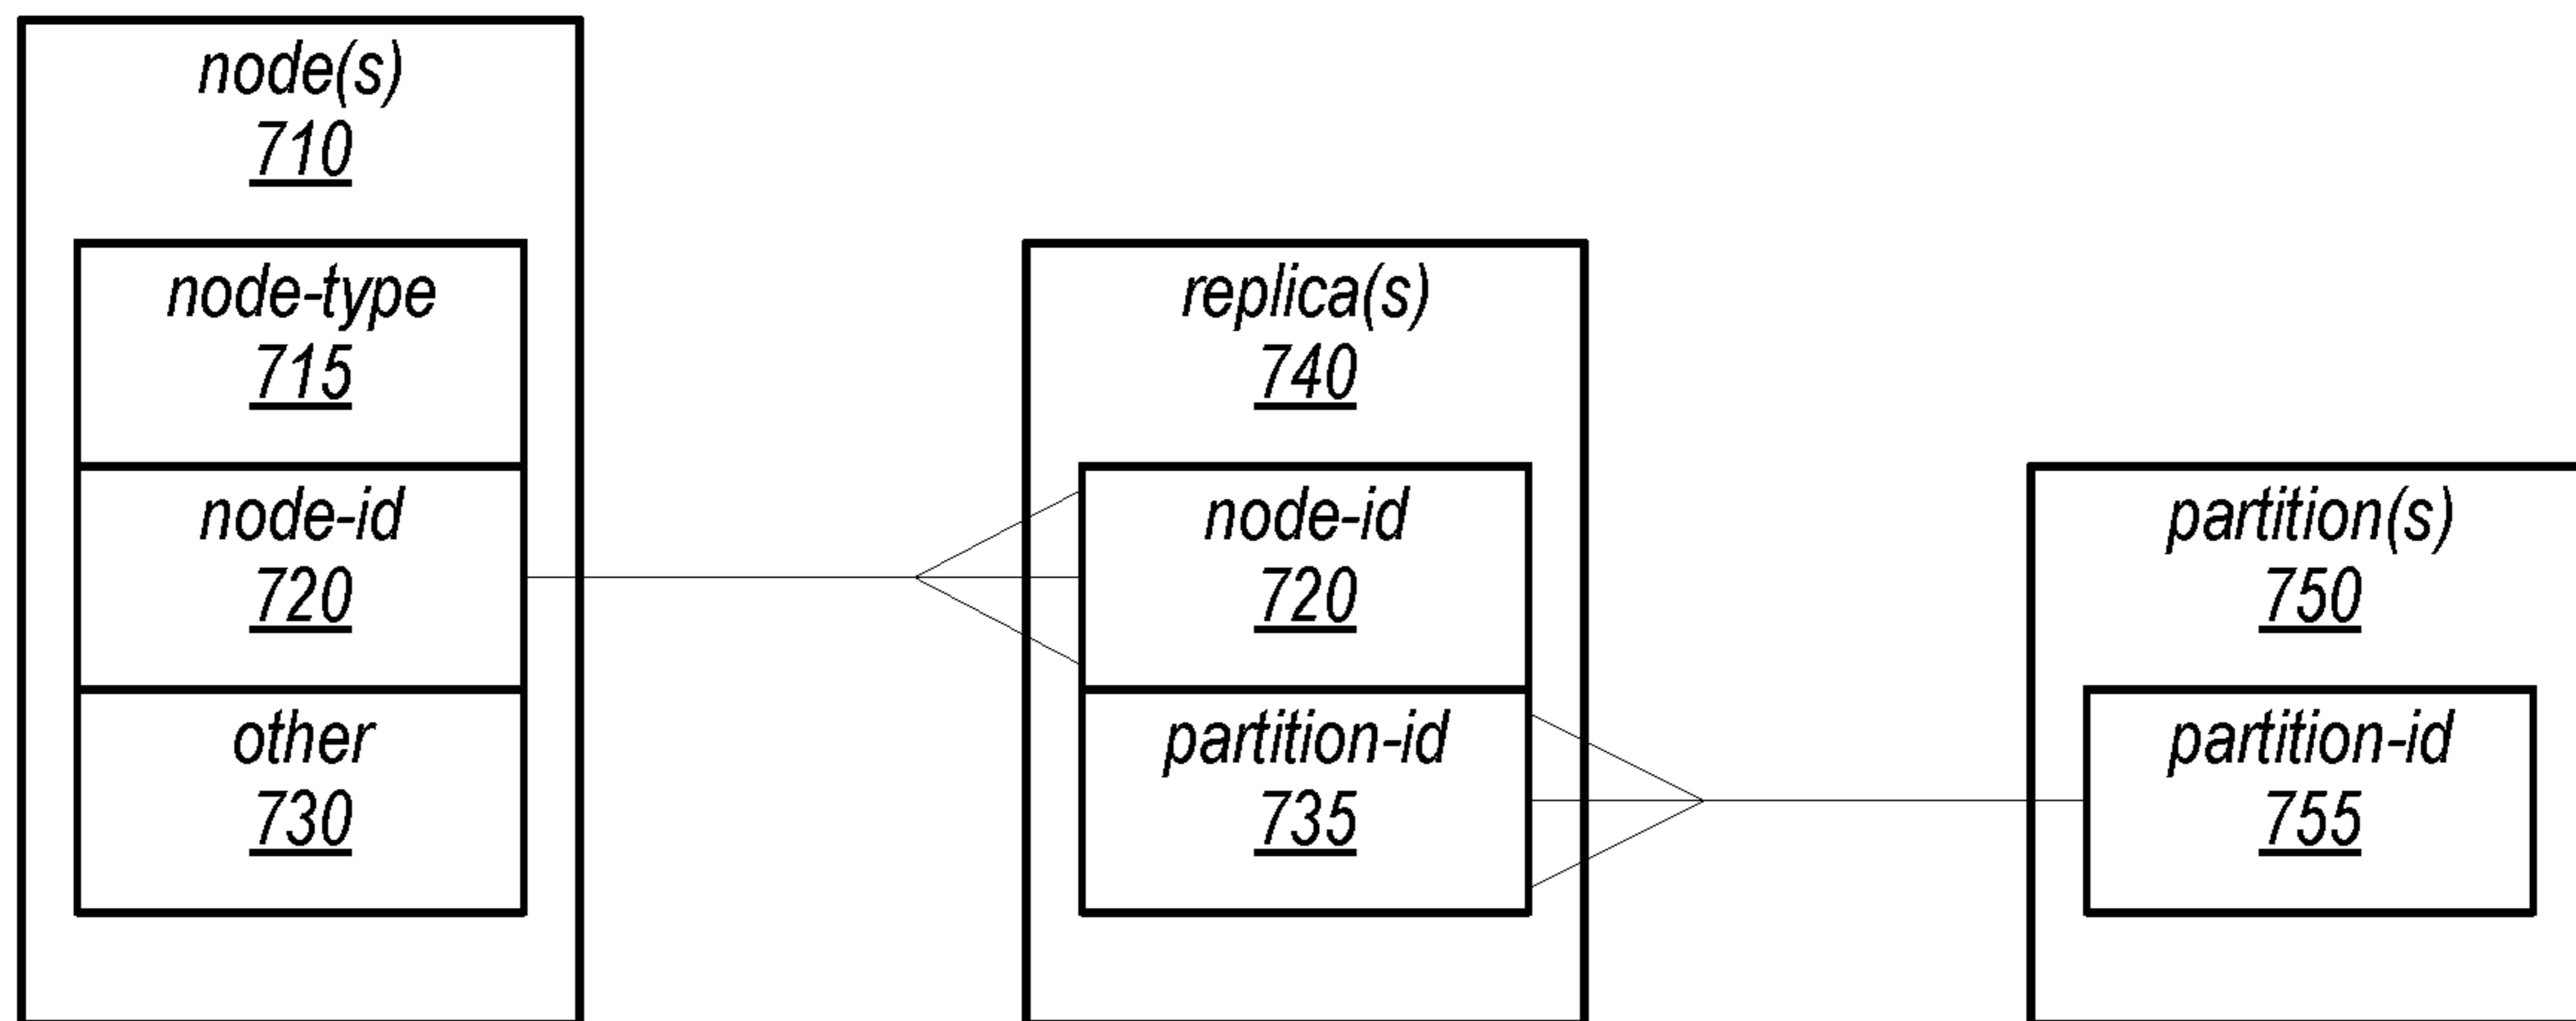 node(s)
710
node-type
715
node-id
720
other
730
replica(s)
740
node-id
720
partition-id
735
partition(s)
750
partition-id
755